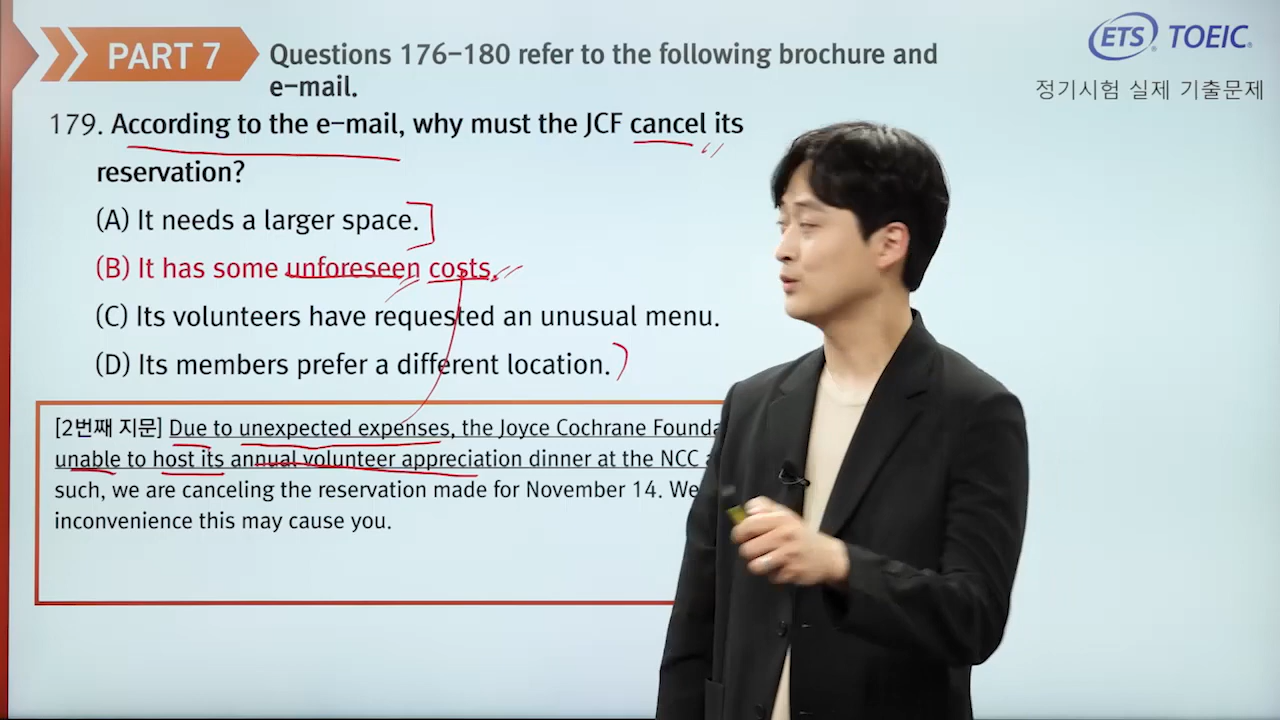 PART 7
Questions 176–180 refer to the following brochure and
e-mail.
ETS® TOEIC®
정기시험 실제 기출문제
179. According to the e-mail, why must the JCF cancel its
reservation?
(A) It needs a larger space.
(B) It has some unforeseen costs.
(C) Its volunteers have requested an unusual menu.
(D) Its members prefer a different location.
[2번째 지문] Due to unexpected expenses, the Joyce Cochrane
unable to host its annual volunteer appreciation dinner at the NCC
such, we are canceling the reservation made for November 14. We
inconvenience this may cause you.